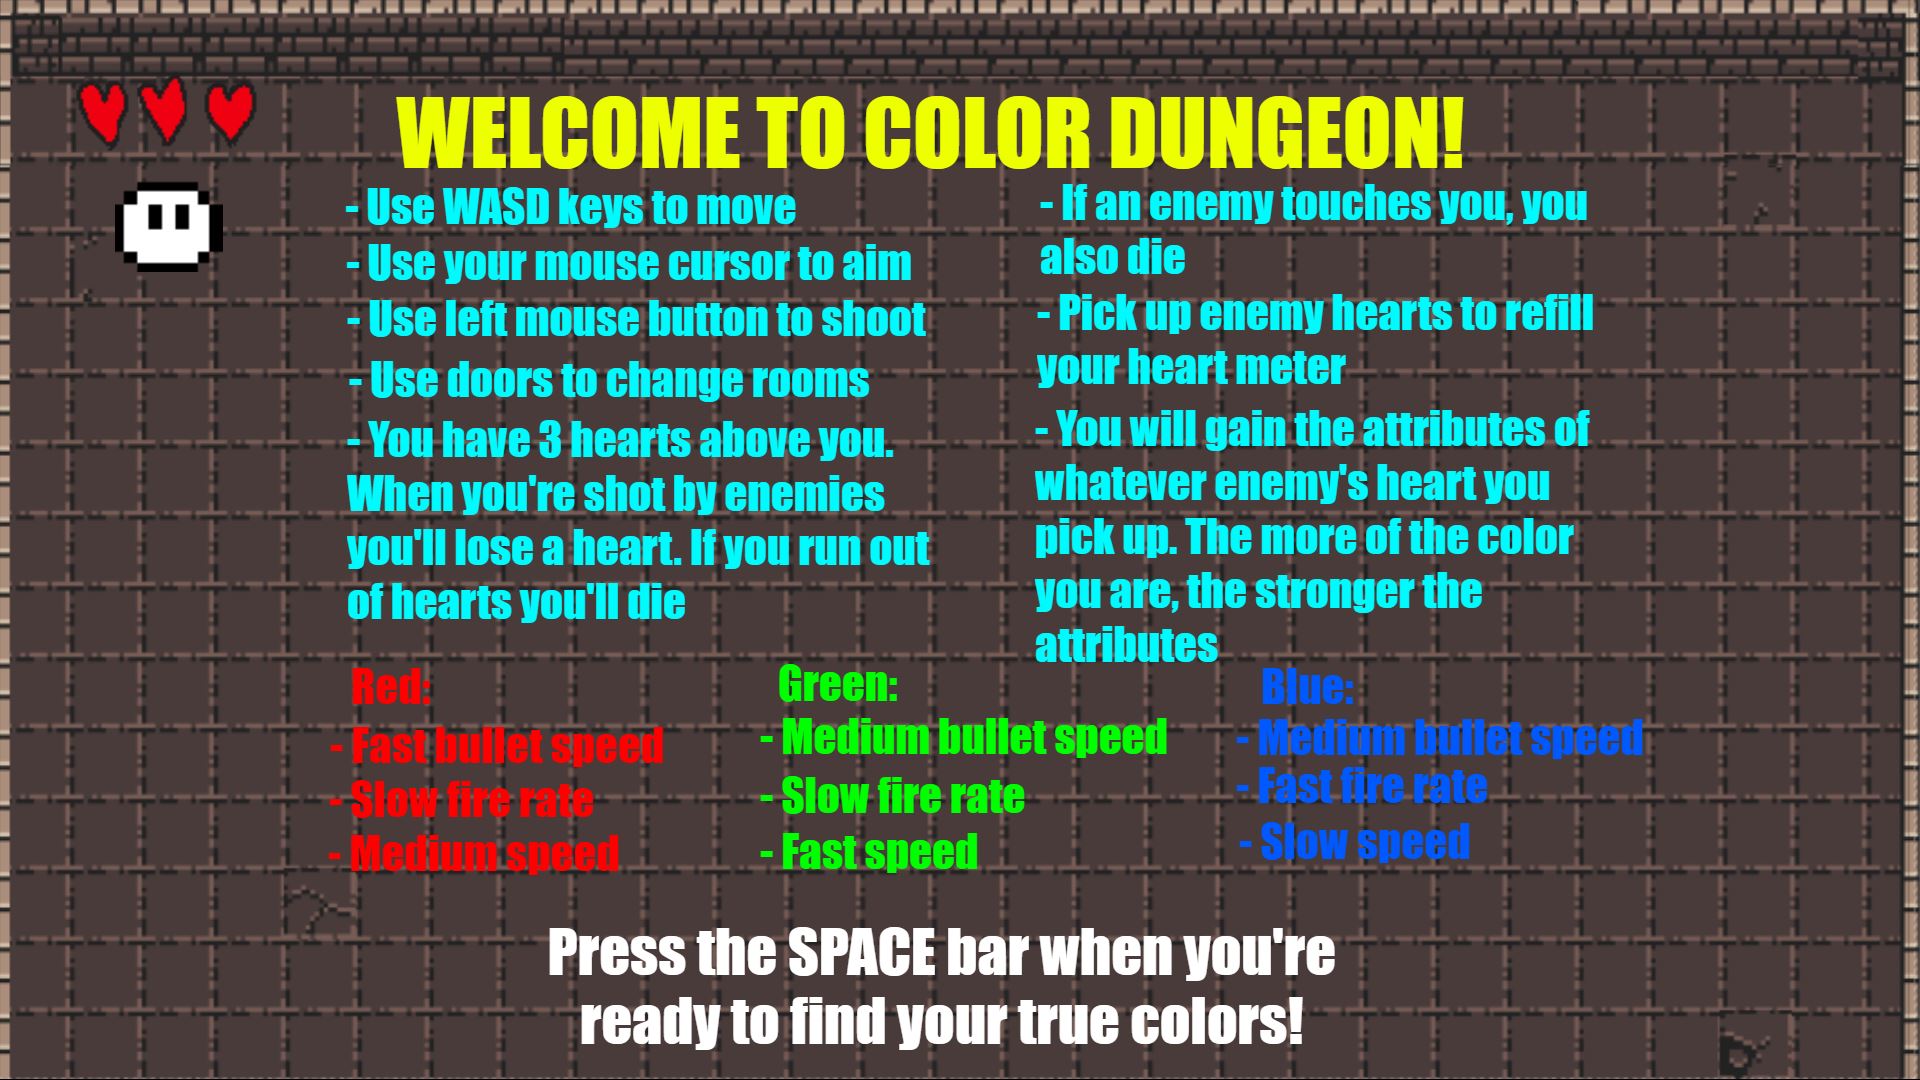 WELCOME TO COLOR DUNGEON!
- Use WASD keys to move
- Use your mouse cursor to aim
- Use left mouse button to shoot
- Use doors to change rooms
- You have 3 hearts above you.
When you're shot by enemies
you'll lose a heart. If you run out
of hearts you'll die
- If an enemy touches you, you
also die
- Pick up enemy hearts to refill
your heart meter
- You will gain the attributes of
whatever enemy's heart you
pick up. The more of the color
you are, the stronger the
attributes
Red:
- Fast bullet speed
- Slow fire rate
- Medium speed
Green:
- Medium bullet speed
- Slow fire rate
- Fast speed
Blue:
- Medium bullet speed
- Fast fire rate
- Slow speed
Press the SPACE bar when you're
ready to find your true colors!